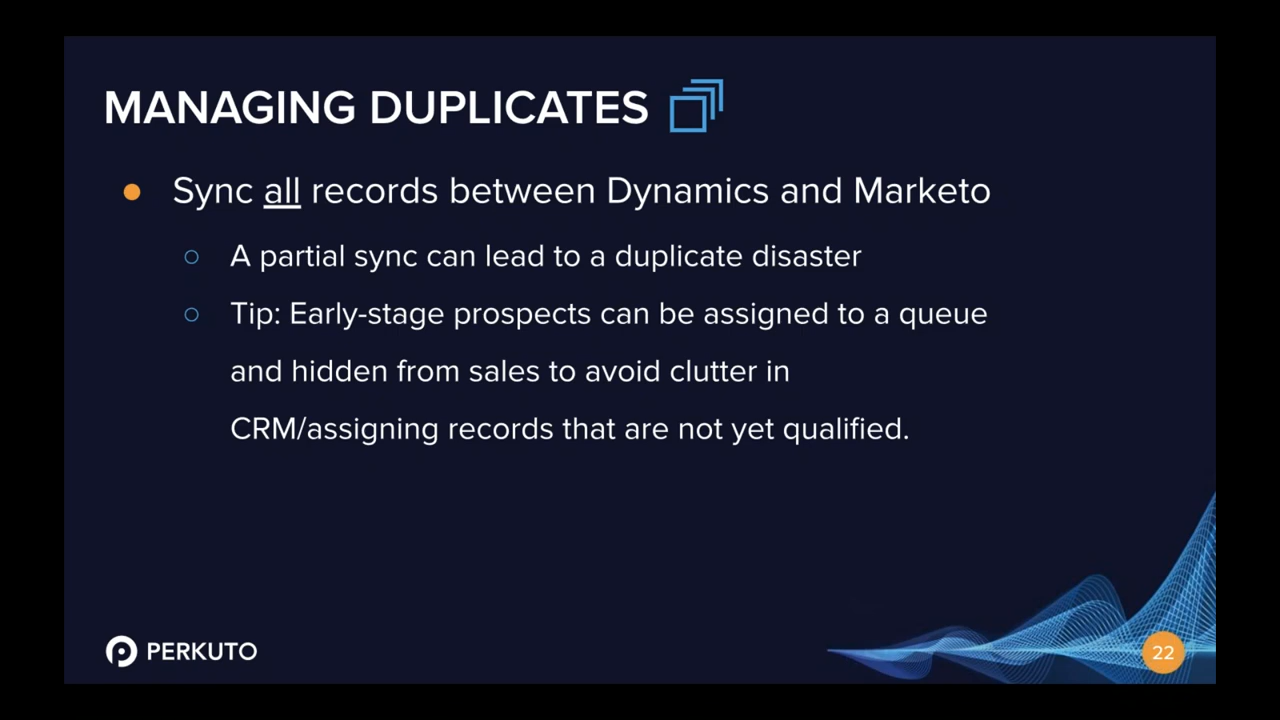 MANAGING DUPLICATES
Sync all records between Dynamics and Marketo
A partial sync can lead to a duplicate disaster
Tip: Early-stage prospects can be assigned to a queue
and hidden from sales to avoid clutter in
CRM/assigning records that are not yet qualified.
PERKUTO
22